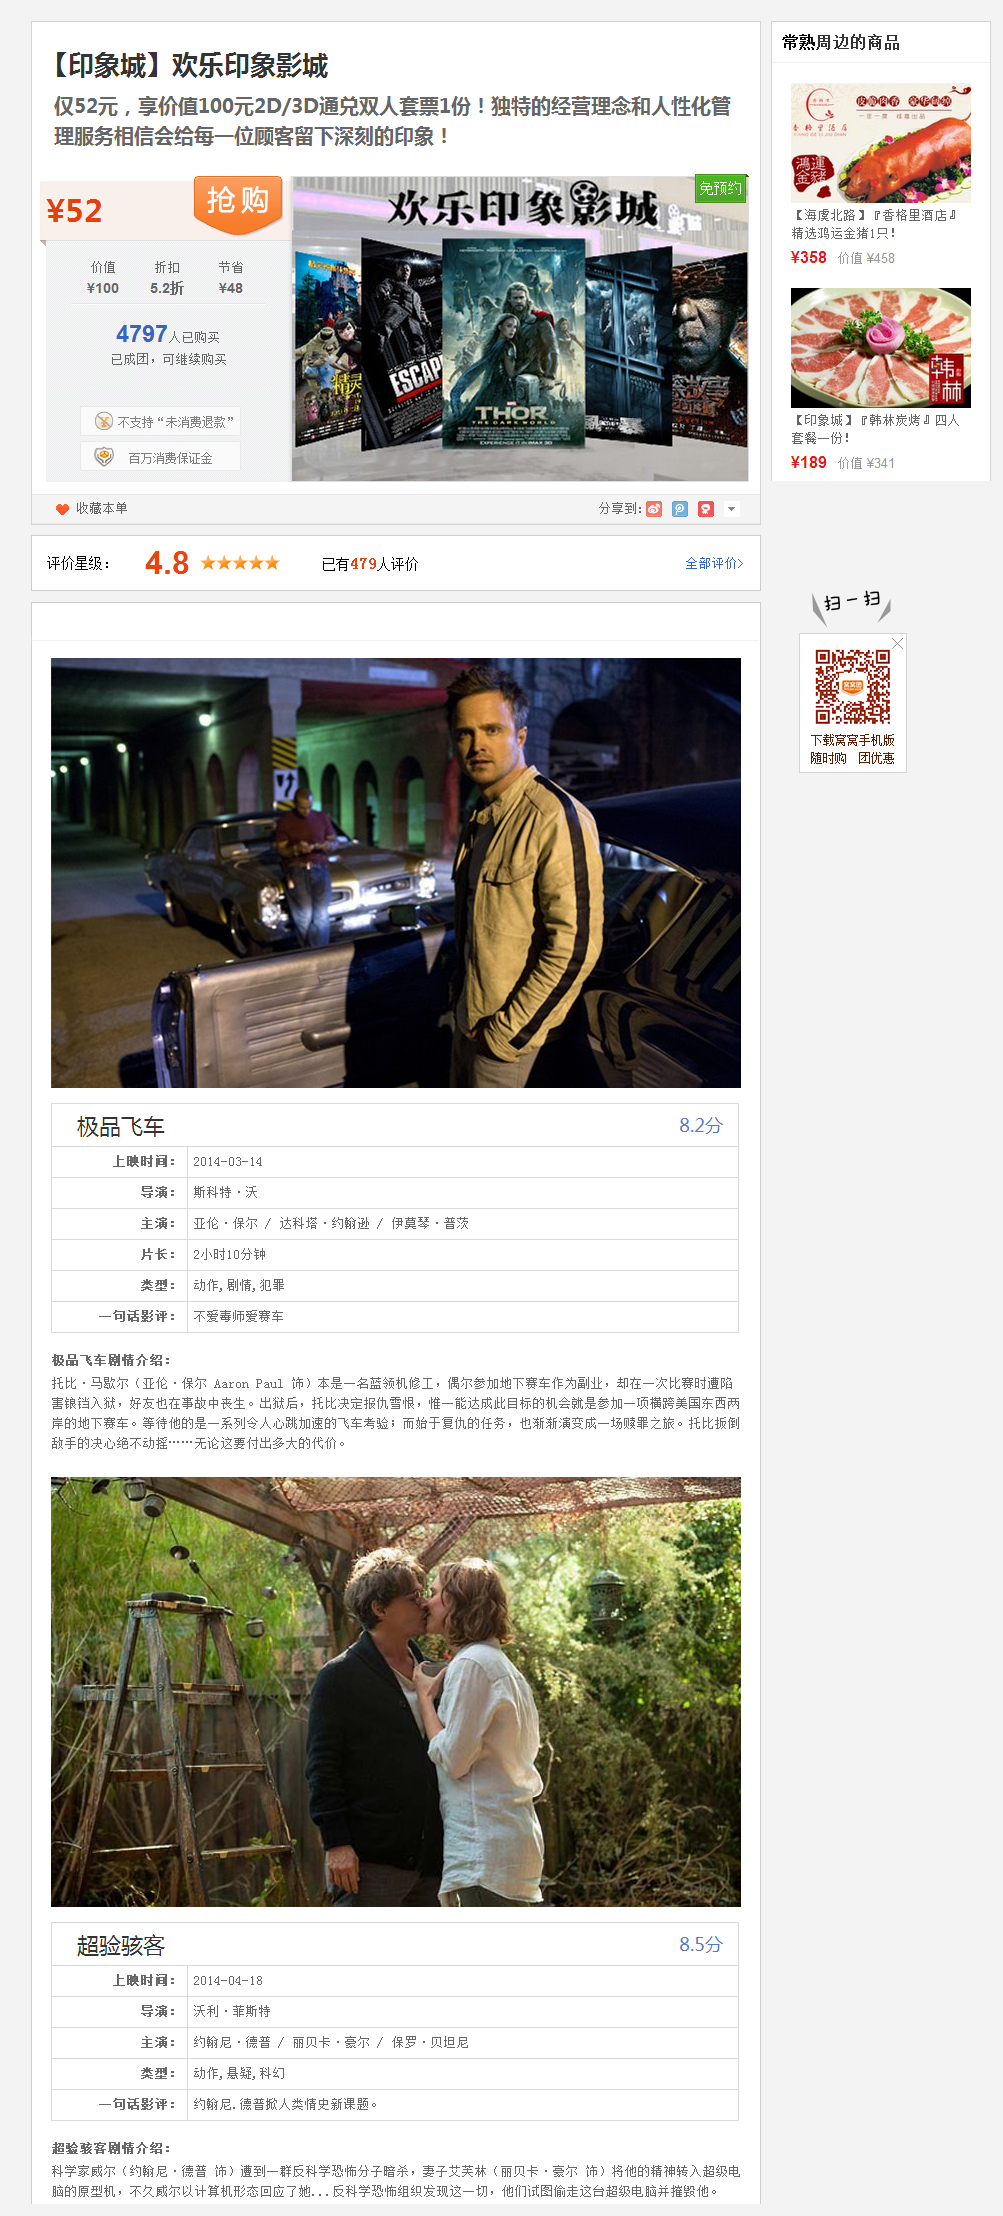 【印象城】欢乐印象影城
仅52元，享价值100元2D/3D通兑双人套票1份！独特的经营理念和人性化管
理服务相信会给每一位顾客留下深刻的印象！
¥52
抢购
价值 折扣 节省
¥100 5.2折 ¥48
4797人已购买
已成团，可继续购买
不支持“未消费退款”
百万消费保证金
免预约
欢乐印象影城
精灵
ESCAP
MARVEL
THOR
THE DARK WORLD
收藏本单
分享到:
评价星级：
4.8
已有479人评价
全部评价>
极品飞车 8.2分
上映时间： 2014-03-14
导演： 斯科特·沃
主演： 亚伦·保尔 / 达科塔·约翰逊 / 伊莫琴·普茨
片长： 2小时10分钟
类型： 动作,剧情,犯罪
一句话影评： 不爱毒师爱赛车
极品飞车剧情介绍：
托比·马歇尔（亚伦·保尔 Aaron Paul 饰）本是一名蓝领机修工，偶尔参加地下赛车作为副业，却在一次比赛时遭陷
害锒铛入狱，好友也在事故中丧生。出狱后，托比决定报仇雪恨，惟一能达成此目标的机会就是参加一项横跨美国东西两
岸的地下赛车。等待他的是一系列令人心跳加速的飞车考验；而始于复仇的任务，也渐渐演变成一场赎罪之旅。托比扳倒
敌手的决心绝不动摇……无论这要付出多大的代价。
超验骇客 8.5分
上映时间： 2014-04-18
导演： 沃利·菲斯特
主演： 约翰尼·德普 / 丽贝卡·豪尔 / 保罗·贝坦尼
类型： 动作,悬疑,科幻
一句话影评： 约翰尼.德普掀人类情史新课题。
超验骇客剧情介绍：
科学家威尔（约翰尼·德普 饰）遭到一群反科学恐怖分子暗杀，妻子艾芙林（丽贝卡·豪尔 饰）将他的精神转入超级电
脑的原型机，不久威尔以计算机形态回应了她...反科学恐怖组织发现这一切，他们试图偷走这台超级电脑并摧毁他。
常熟周边的商品
香格里酒店
鸿运
金猪
【海虞北路】『香格里酒店』
精选鸿运金猪1只！
¥358 价值 ¥458
韩林
【印象城】『韩林炭烤』四人
套餐一份！
¥189 价值 ¥341
扫一扫
窝窝团
下载窝窝手机版
随时购 团优惠